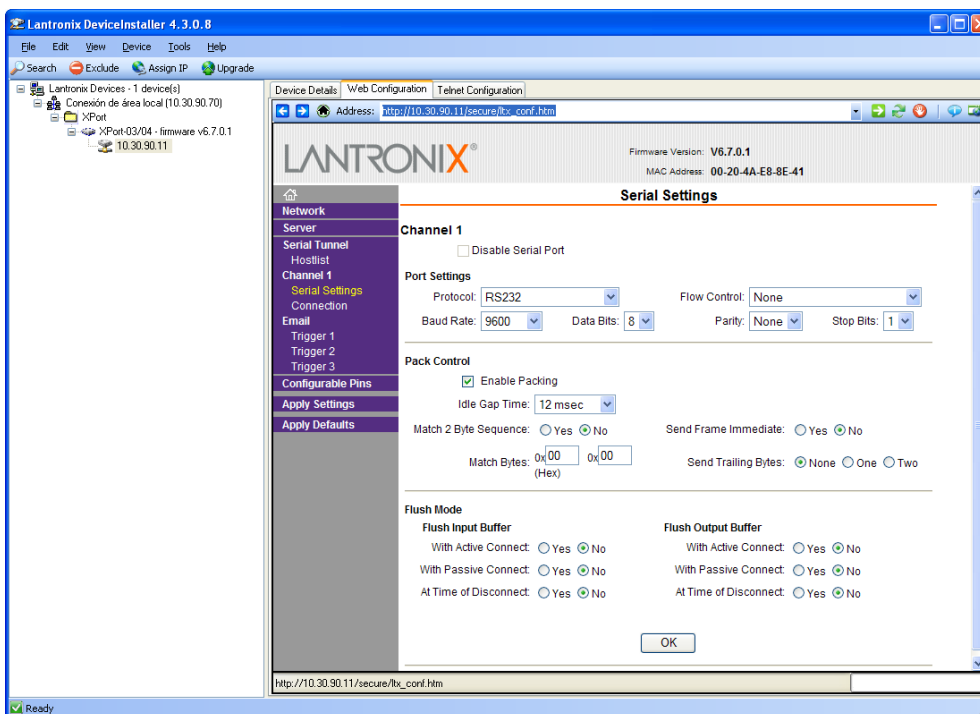 Lantronix DeviceInstaller 4.3.0.8
File Edit View Device Tools Help
Search Exclude Assign IP Upgrade
Lantronix Devices - 1 device(s)
Conexión de área local (10.30.90.70)
XPort
XPort-03/04 - firmware v6.7.0.1
10.30.90.11
Device Details Web Configuration Telnet Configuration
Address: http://10.30.90.11/secure/ltx_conf.htm
LANTRONIX®
Firmware Version: V6.7.0.1
MAC Address: 00-20-4A-E8-8E-41
Network
Server
Serial Tunnel
Hostlist
Channel 1
Serial Settings
Connection
Email
Trigger 1
Trigger 2
Trigger 3
Configurable Pins
Apply Settings
Apply Defaults
Serial Settings
Channel 1
Disable Serial Port
Port Settings
Protocol: RS232 Flow Control: None
Baud Rate: 9600 Data Bits: 8 Parity: None Stop Bits: 1
Pack Control
Enable Packing
Idle Gap Time: 12 msec
Match 2 Byte Sequence: Yes No Send Frame Immediate: Yes No
Match Bytes: 0x 00 0x 00 Send Trailing Bytes: None One Two
(Hex)
Flush Mode
Flush Input Buffer Flush Output Buffer
With Active Connect: Yes No With Active Connect: Yes No
With Passive Connect: Yes No With Passive Connect: Yes No
At Time of Disconnect: Yes No At Time of Disconnect: Yes No
OK
http://10.30.90.11/secure/ltx_conf.htm
Ready